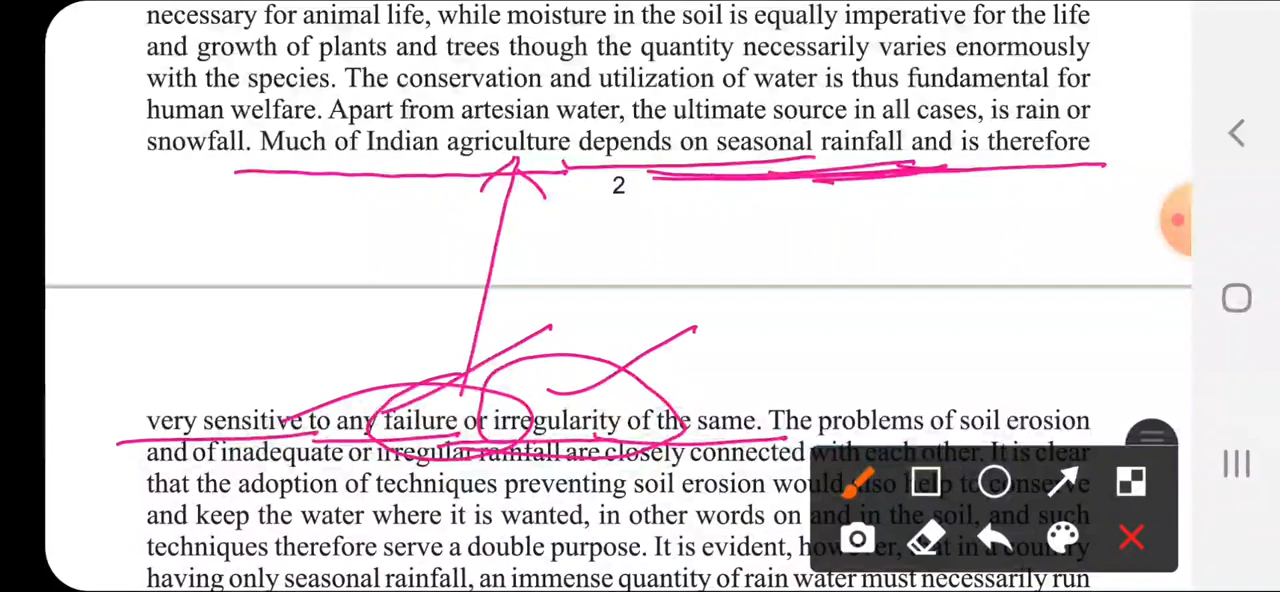 necessary for animal life, while moisture in the soil is equally imperative for the life
and growth of plants and trees though the quantity necessarily varies enormously
with the species. The conservation and utilization of water is thus fundamental for
human welfare. Apart from artesian water, the ultimate source in all cases, is rain or
snowfall. Much of Indian agriculture depends on seasonal rainfall and is therefore
2
very sensitive to any failure or irregularity of the same. The problems of soil erosion
and of inadequate or irregular rainfall are closely connected with each other. It is clear
that the adoption of techniques preventing soil erosion would also help to conserve
and keep the water where it is wanted, in other words on and in the soil, and such
techniques therefore serve a double purpose. It is evident, however, that in a country
having only seasonal rainfall, an immense quantity of rain water must necessarily run